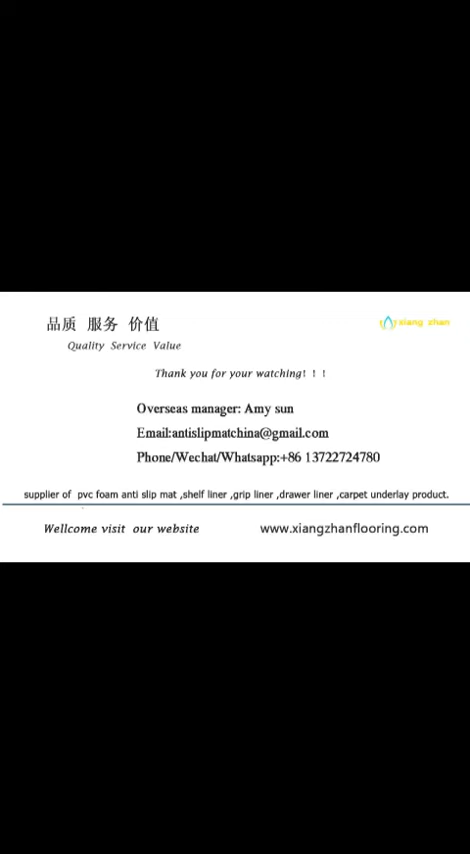 品质 服务 价值
xiang zhan
Quality Service Value
Thank you for your watching！！！
Overseas manager: Amy sun
Email:antislipmatchina@gmail.com
Phone/Wechat/Whatsapp:+86 13722724780
supplier of pvc foam anti slip mat ,shelf liner ,grip liner ,drawer liner ,carpet underlay product.
Wellcome visit our website www.xiangzhanflooring.com